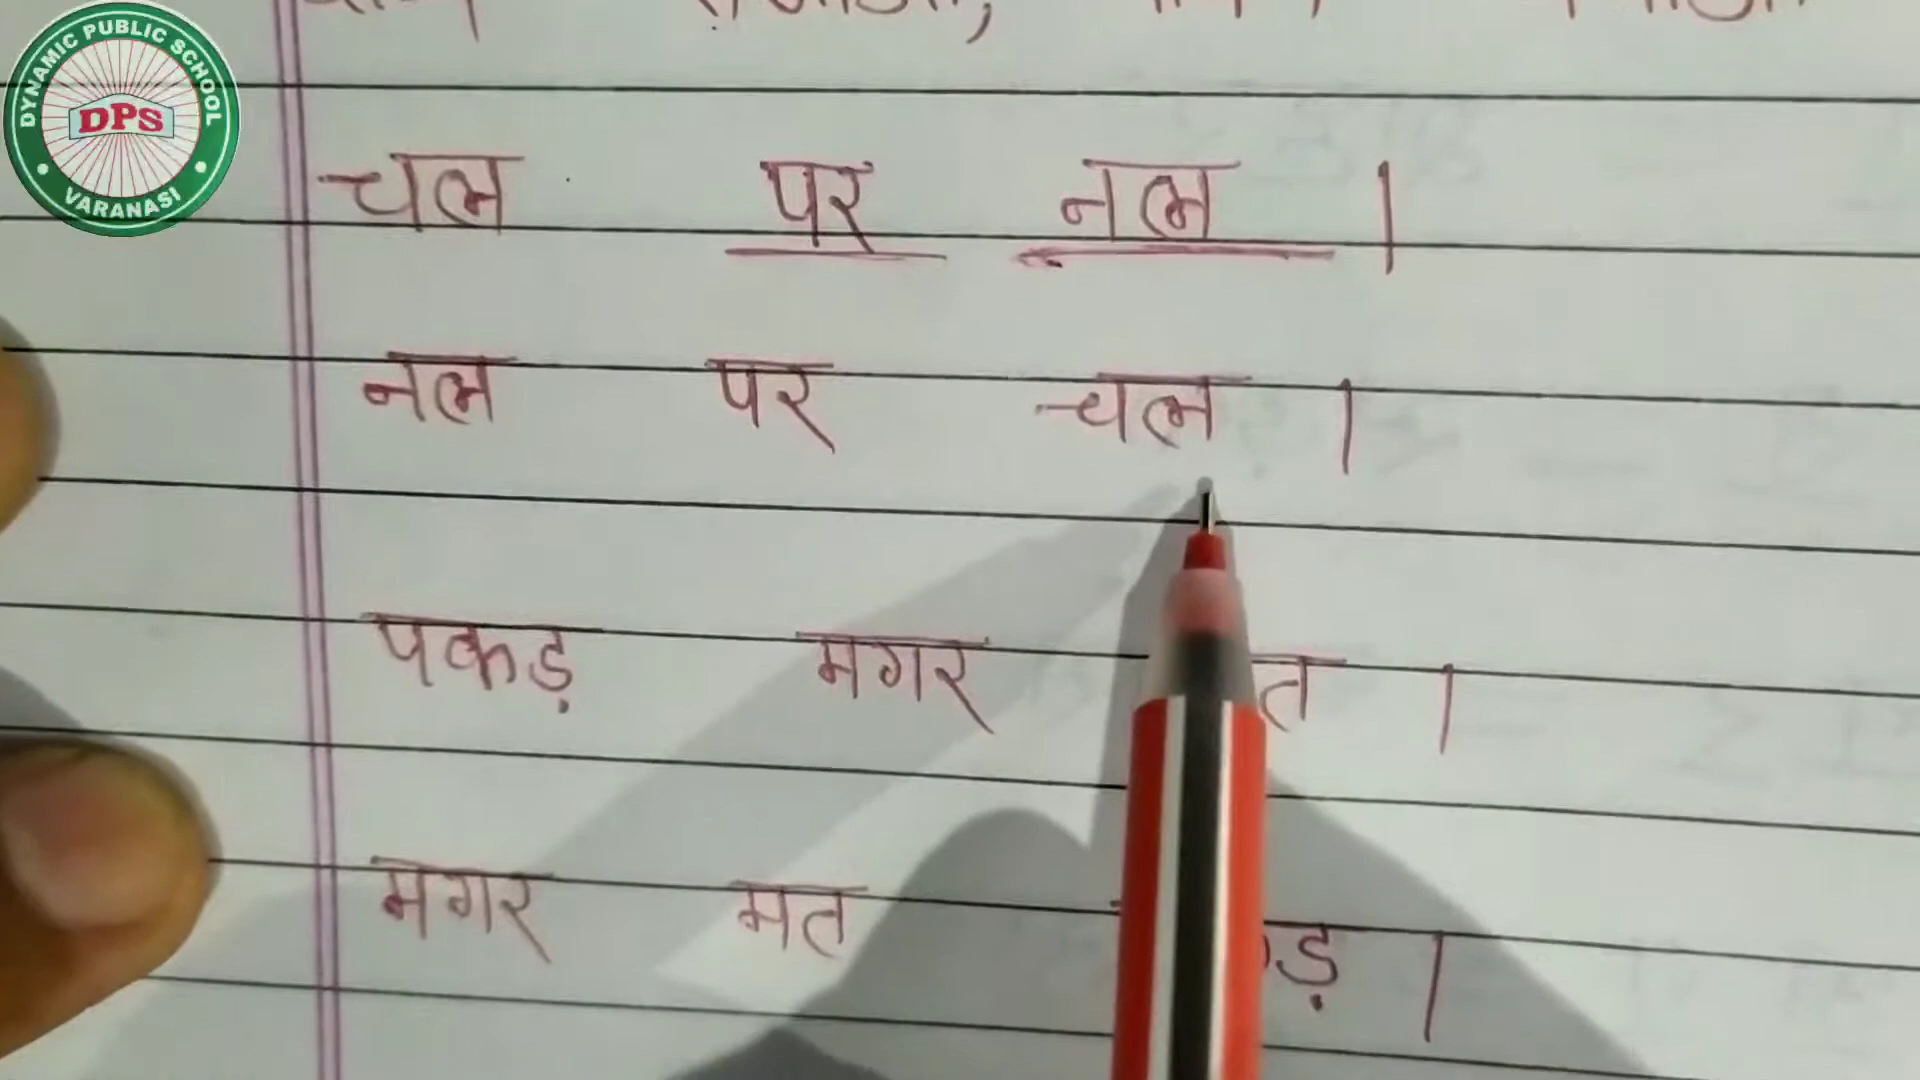 DYNAMIC PUBLIC SCHOOL
DPS
VARANASI
चल पर नल ।
नल पर चल ।
पकड़ मगर त ।
मगर मत ड़ ।